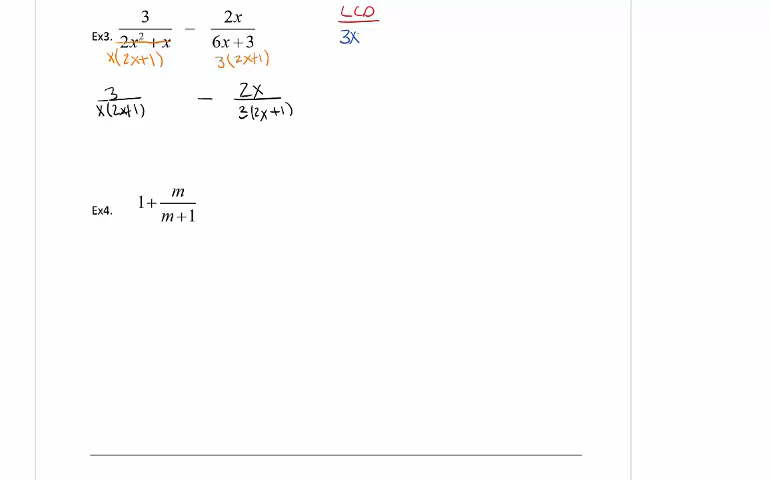 Ex3. 3/(2x² + x) − 2x/(6x + 3) LCD
x(2x+1) 3(2x+1) 3x
3/(x(2x+1)) − 2x/(3(2x+1))
Ex4. 1 + m/(m + 1)